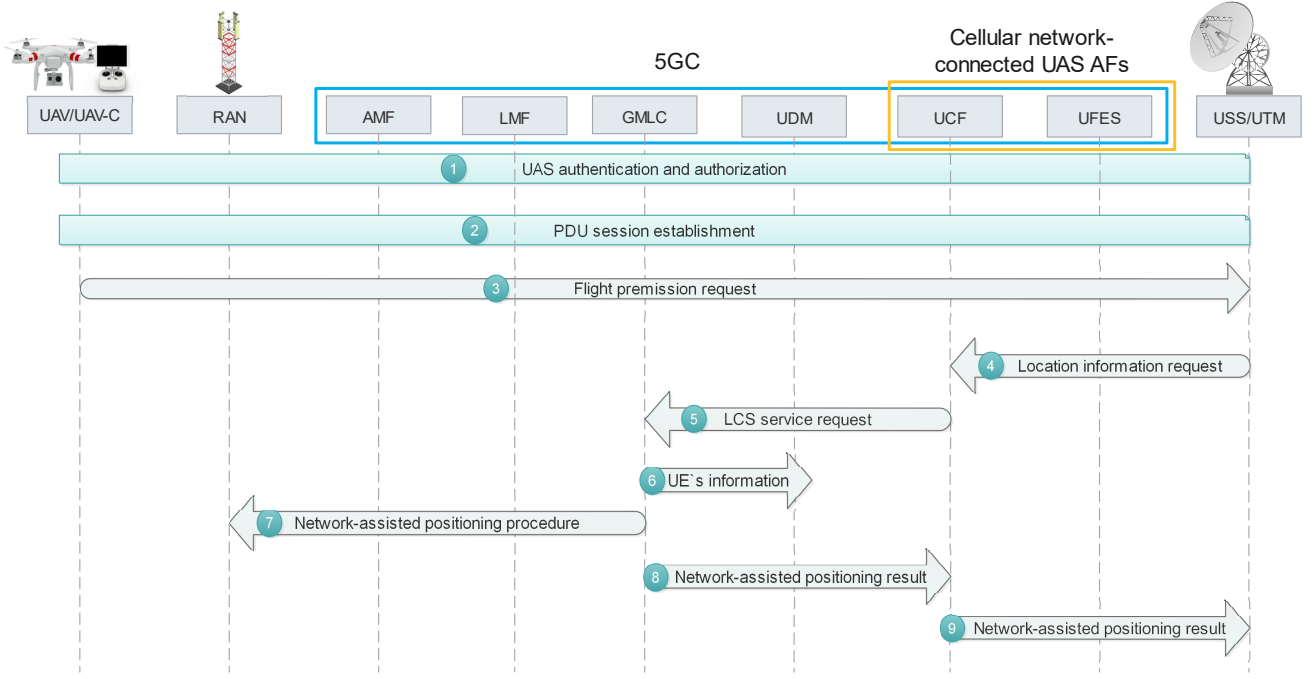 5GC
Cellular network-
connected UAS AFs
UAV/UAV-C
RAN
AMF
LMF
GMLC
UDM
UCF
UFES
USS/UTM
1 UAS authentication and authorization
2 PDU session establishment
3 Flight premission request
4 Location information request
5 LCS service request
6 UE`s information
7 Network-assisted positioning procedure
8 Network-assisted positioning result
9 Network-assisted positioning result